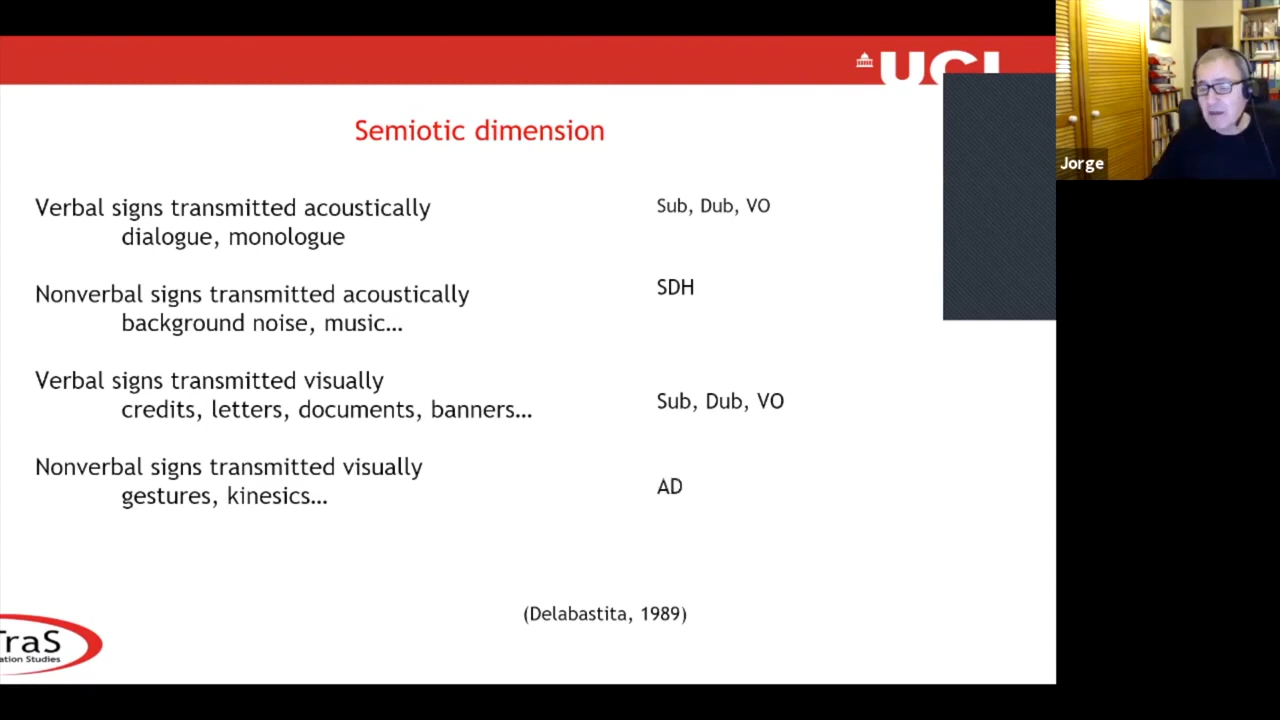 UCL
Semiotic dimension
Verbal signs transmitted acoustically
dialogue, monologue
Sub, Dub, VO
Nonverbal signs transmitted acoustically
background noise, music…
SDH
Verbal signs transmitted visually
credits, letters, documents, banners…
Sub, Dub, VO
Nonverbal signs transmitted visually
gestures, kinesics…
AD
(Delabastita, 1989)
TraS
ation Studies
Jorge